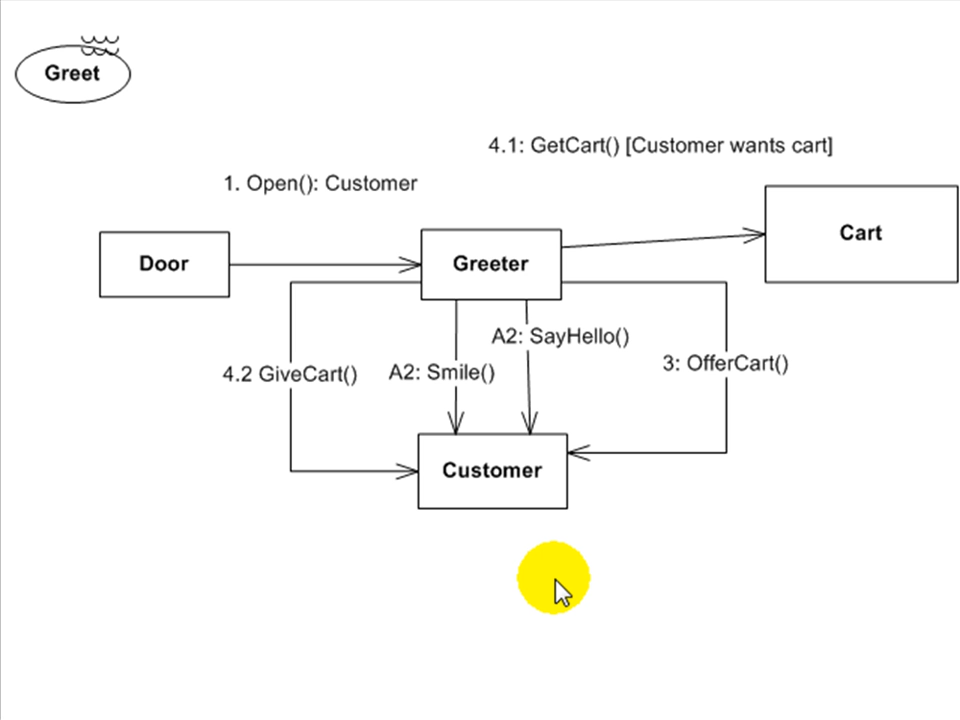 Greet
4.1: GetCart() [Customer wants cart]
1. Open(): Customer
Door
Greeter
Cart
A2: SayHello()
4.2 GiveCart()
A2: Smile()
3: OfferCart()
Customer